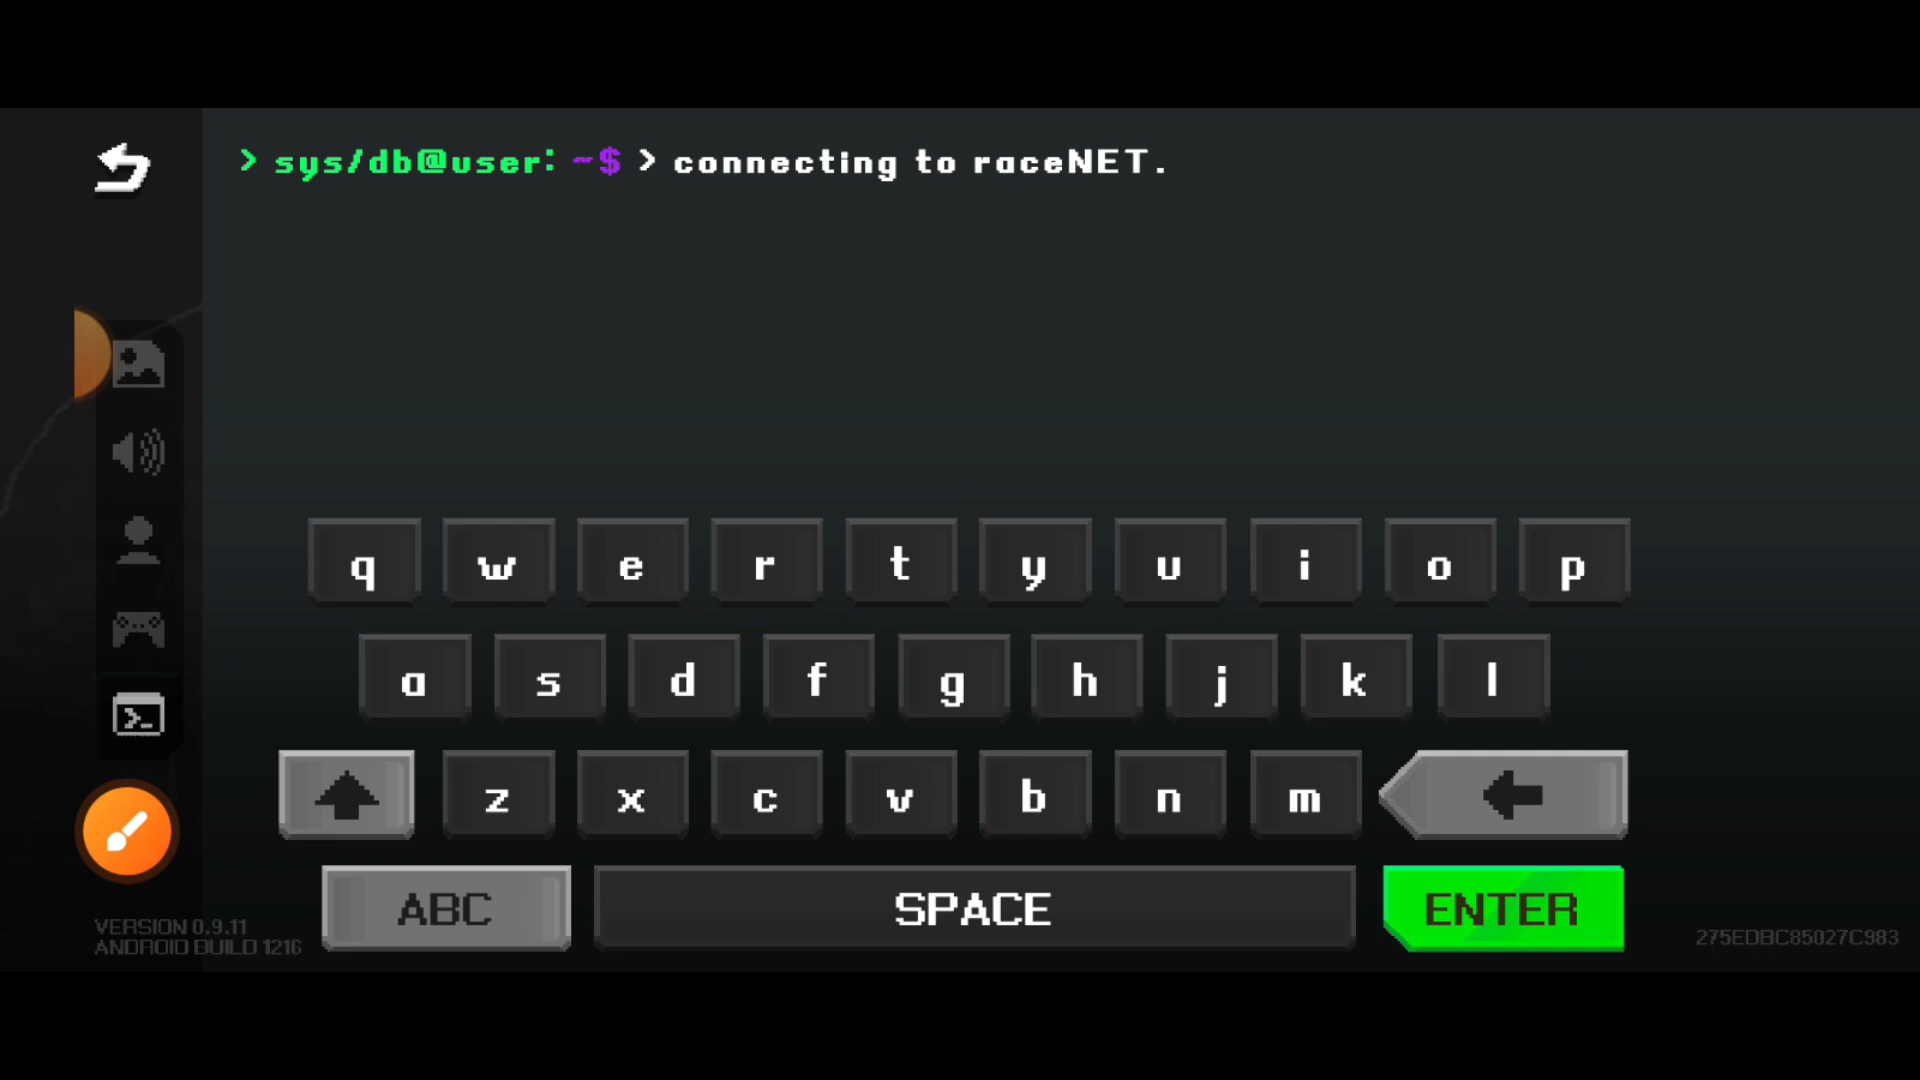 > sys/db@user: ~$ > connecting to raceNET.
q w e r t y u i o p
a s d f g h j k l
z x c v b n m
ABC SPACE ENTER
VERSION 0.9.11
ANDROID BUILD 1216
275EDBC85027C983